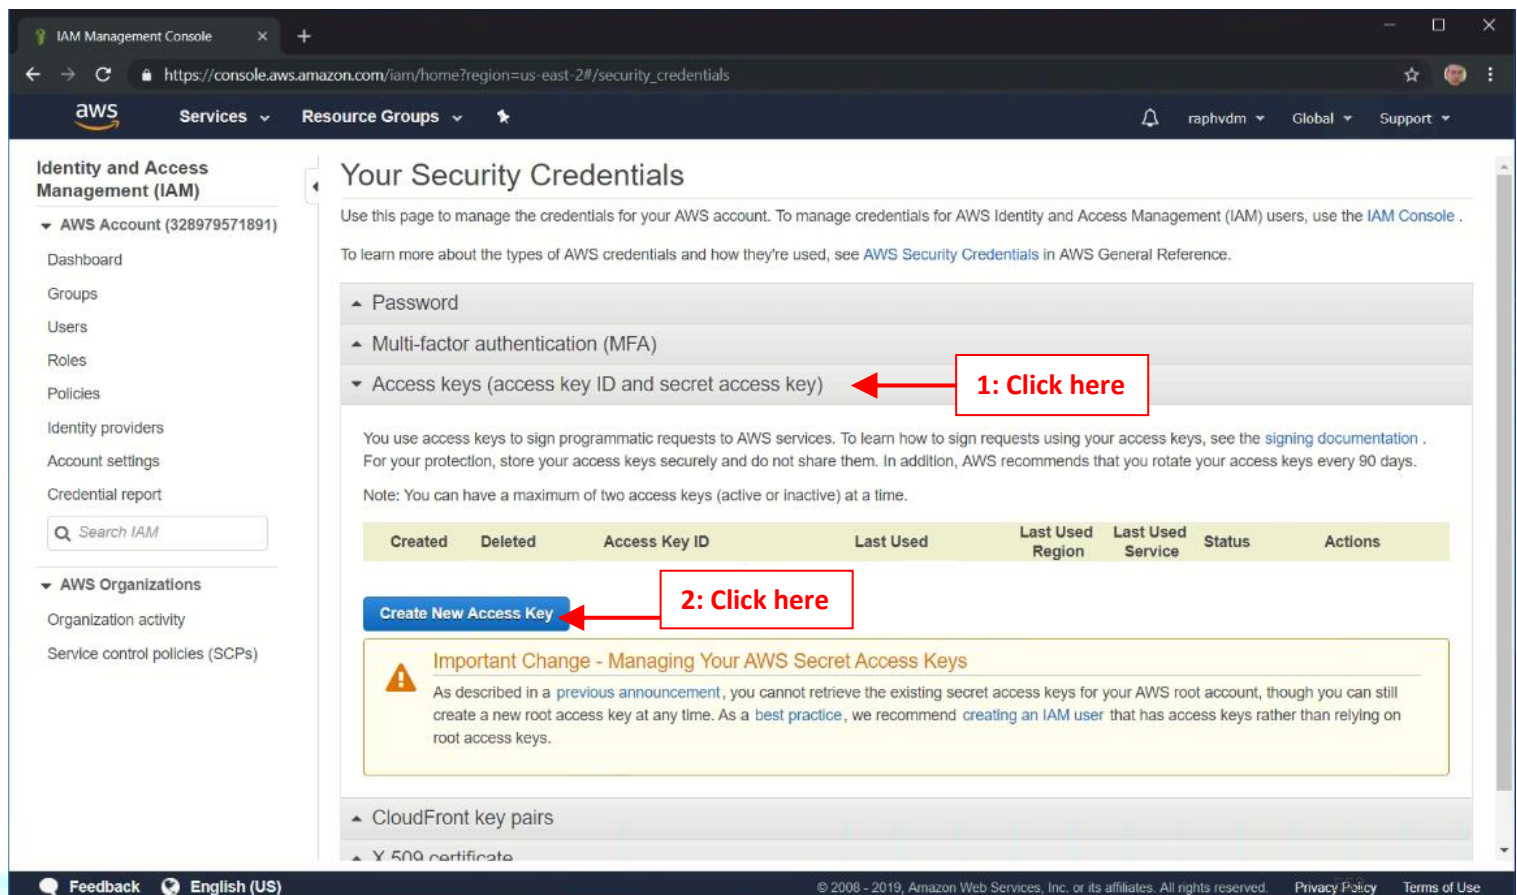 IAM Management Console
https://console.aws.amazon.com/iam/home?region=us-east-2#/security_credentials
aws Services Resource Groups raphvdm Global Support
Identity and Access
Management (IAM)
AWS Account (328979571891)
Dashboard
Groups
Users
Roles
Policies
Identity providers
Account settings
Credential report
Search IAM
AWS Organizations
Organization activity
Service control policies (SCPs)
Your Security Credentials
Use this page to manage the credentials for your AWS account. To manage credentials for AWS Identity and Access Management (IAM) users, use the IAM Console .
To learn more about the types of AWS credentials and how they're used, see AWS Security Credentials in AWS General Reference.
Password
Multi-factor authentication (MFA)
Access keys (access key ID and secret access key)
1: Click here
You use access keys to sign programmatic requests to AWS services. To learn how to sign requests using your access keys, see the signing documentation .
For your protection, store your access keys securely and do not share them. In addition, AWS recommends that you rotate your access keys every 90 days.
Note: You can have a maximum of two access keys (active or inactive) at a time.
Created Deleted Access Key ID Last Used Last Used Region Last Used Service Status Actions
Create New Access Key
2: Click here
Important Change - Managing Your AWS Secret Access Keys
As described in a previous announcement, you cannot retrieve the existing secret access keys for your AWS root account, though you can still
create a new root access key at any time. As a best practice, we recommend creating an IAM user that has access keys rather than relying on
root access keys.
CloudFront key pairs
X.509 certificate
Feedback English (US) © 2008 - 2019, Amazon Web Services, Inc. or its affiliates. All rights reserved. Privacy Policy Terms of Use